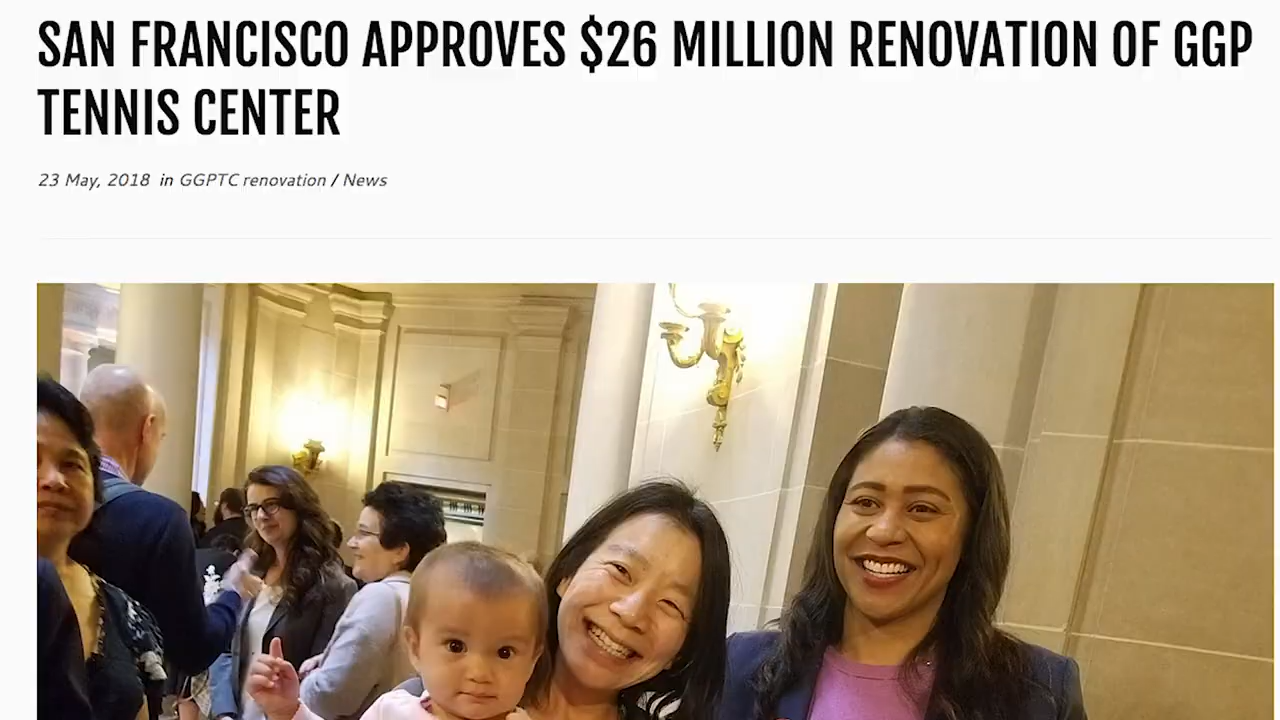 SAN FRANCISCO APPROVES $26 MILLION RENOVATION OF GGP
TENNIS CENTER
23 May, 2018 in GGPTC renovation / News